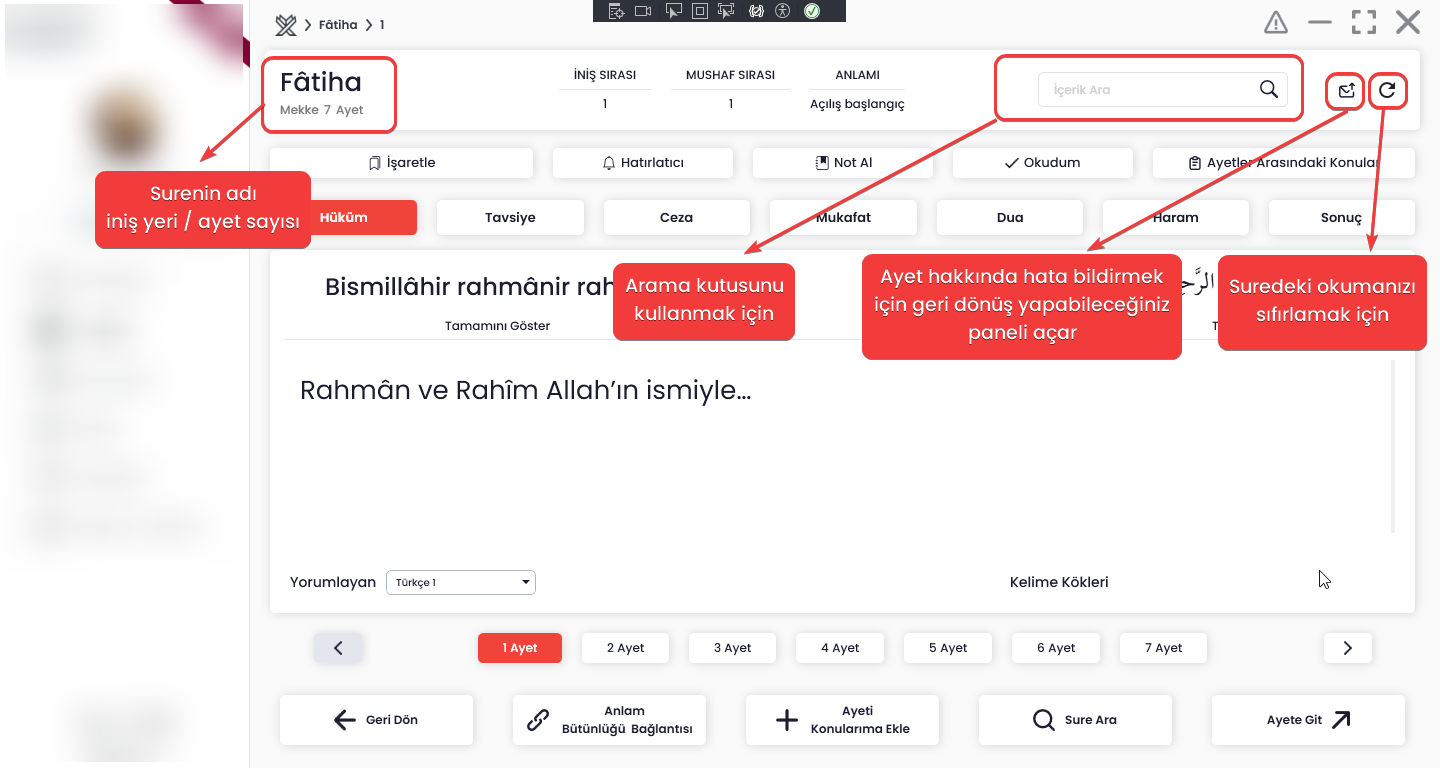 Fâtiha
1
Fâtiha
Mekke 7 Ayet
İNİŞ SIRASI
1
MUSHAF SIRASI
1
ANLAMI
Açılış başlangıç
İçerik Ara
İşaretle
Hatırlatıcı
Not Al
Okudum
Ayetler Arasındaki Konular
Surenin adı
iniş yeri / ayet sayısı
Hüküm
Tavsiye
Ceza
Mukafat
Dua
Haram
Sonuç
Bismillâhir rahmânir
Tamamını Göster
Arama kutusunu
kullanmak için
Ayet hakkında hata bildirmek
için geri dönüş yapabileceğiniz
paneli açar
Suredeki okumanızı
sıfırlamak için
Rahmân ve Rahîm Allah’ın ismiyle...
Yorumlayan
Türkçe 1
Kelime Kökleri
1 Ayet
2 Ayet
3 Ayet
4 Ayet
5 Ayet
6 Ayet
7 Ayet
Geri Dön
Anlam
Bütünlüğü Bağlantısı
Ayeti
Konularıma Ekle
Sure Ara
Ayete Git